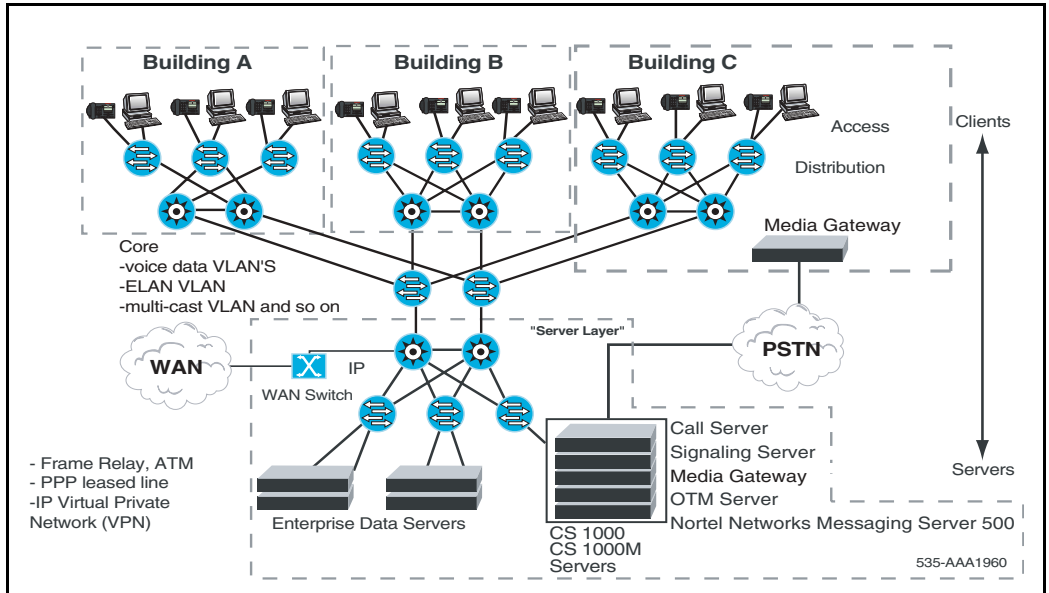 Building A
Building B
Building C
Access
Clients
Distribution
Media Gateway
Core
-voice data VLAN'S
-ELAN VLAN
-multi-cast VLAN and so on
"Server Layer"
WAN
IP
PSTN
WAN Switch
Call Server
Signaling Server
Media Gateway
OTM Server
Nortel Networks Messaging Server 500
Servers
- Frame Relay, ATM
- PPP leased line
-IP Virtual Private
Network (VPN)
Enterprise Data Servers
CS 1000
CS 1000M
Servers
535-AAA1960